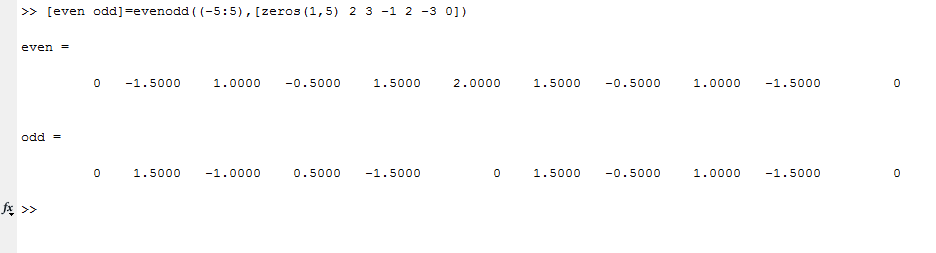 >> [even odd]=evenodd((-5:5),[zeros(1,5) 2 3 -1 2 -3 0])
even =
0 -1.5000 1.0000 -0.5000 1.5000 2.0000 1.5000 -0.5000 1.0000 -1.5000 0
odd =
0 1.5000 -1.0000 0.5000 -1.5000 0 1.5000 -0.5000 1.0000 -1.5000 0
fx >>